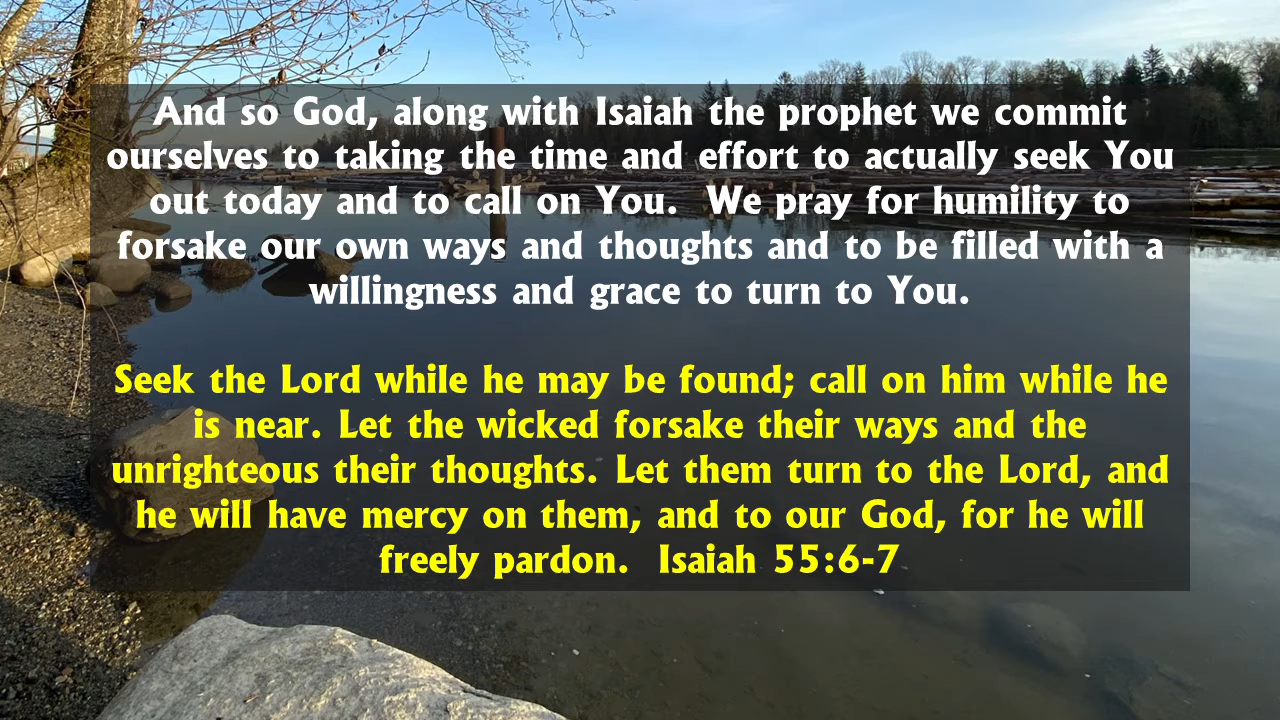 And so God, along with Isaiah the prophet we commit
ourselves to taking the time and effort to actually seek You
out today and to call on You.  We pray for humility to
forsake our own ways and thoughts and to be filled with a
willingness and grace to turn to You.
Seek the Lord while he may be found; call on him while he
is near. Let the wicked forsake their ways and the
unrighteous their thoughts. Let them turn to the Lord, and
he will have mercy on them, and to our God, for he will
freely pardon.  Isaiah 55:6-7